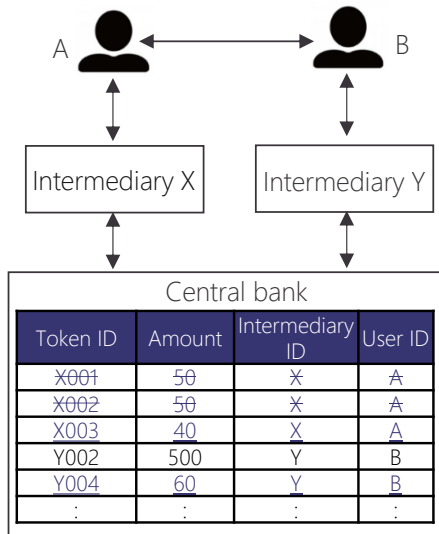 A B
Intermediary X Intermediary Y
Central bank
Token ID Amount Intermediary ID User ID
X001 50 X A
X002 50 X A
X003 40 X A
Y002 500 Y B
Y004 60 Y B
: : : :